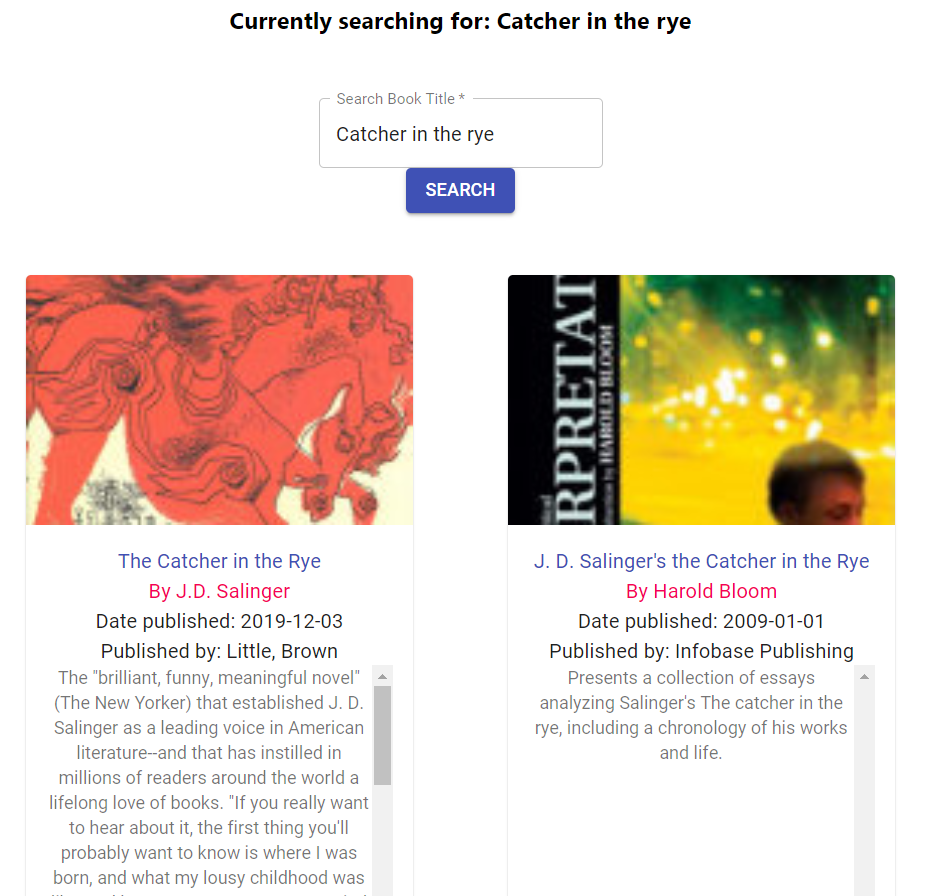 Currently searching for: Catcher in the rye
Search Book Title *
Catcher in the rye
SEARCH
RPRETAT
HAROLD BLOOM
The Catcher in the Rye
By J.D. Salinger
Date published: 2019-12-03
Published by: Little, Brown
The "brilliant, funny, meaningful novel"
(The New Yorker) that established J. D.
Salinger as a leading voice in American
literature--and that has instilled in
millions of readers around the world a
lifelong love of books. "If you really want
to hear about it, the first thing you'll
probably want to know is where I was
born, and what my lousy childhood was
J. D. Salinger's the Catcher in the Rye
By Harold Bloom
Date published: 2009-01-01
Published by: Infobase Publishing
Presents a collection of essays
analyzing Salinger's The catcher in the
rye, including a chronology of his works
and life.